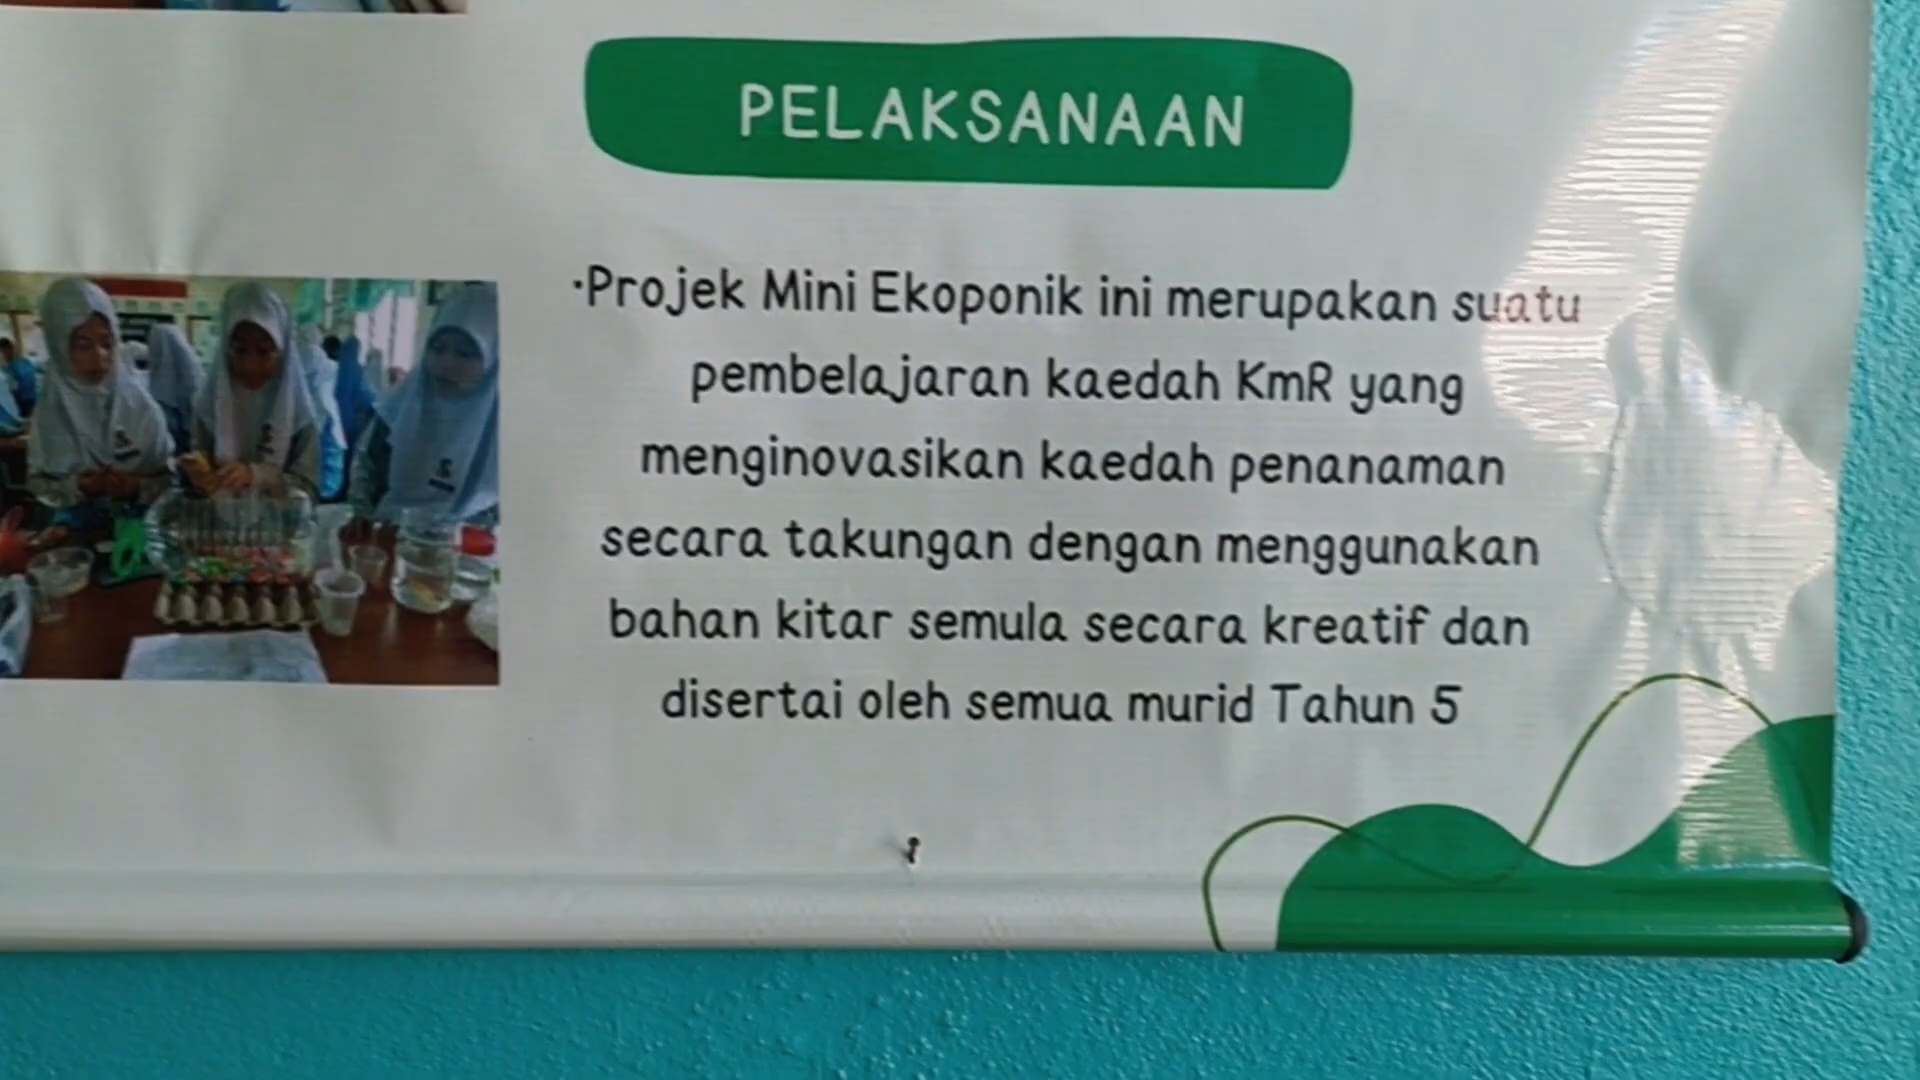 PELAKSANAAN
·Projek Mini Ekoponik ini merupakan suatu
pembelajaran kaedah KmR yang
menginovasikan kaedah penanaman
secara takungan dengan menggunakan
bahan kitar semula secara kreatif dan
disertai oleh semua murid Tahun 5